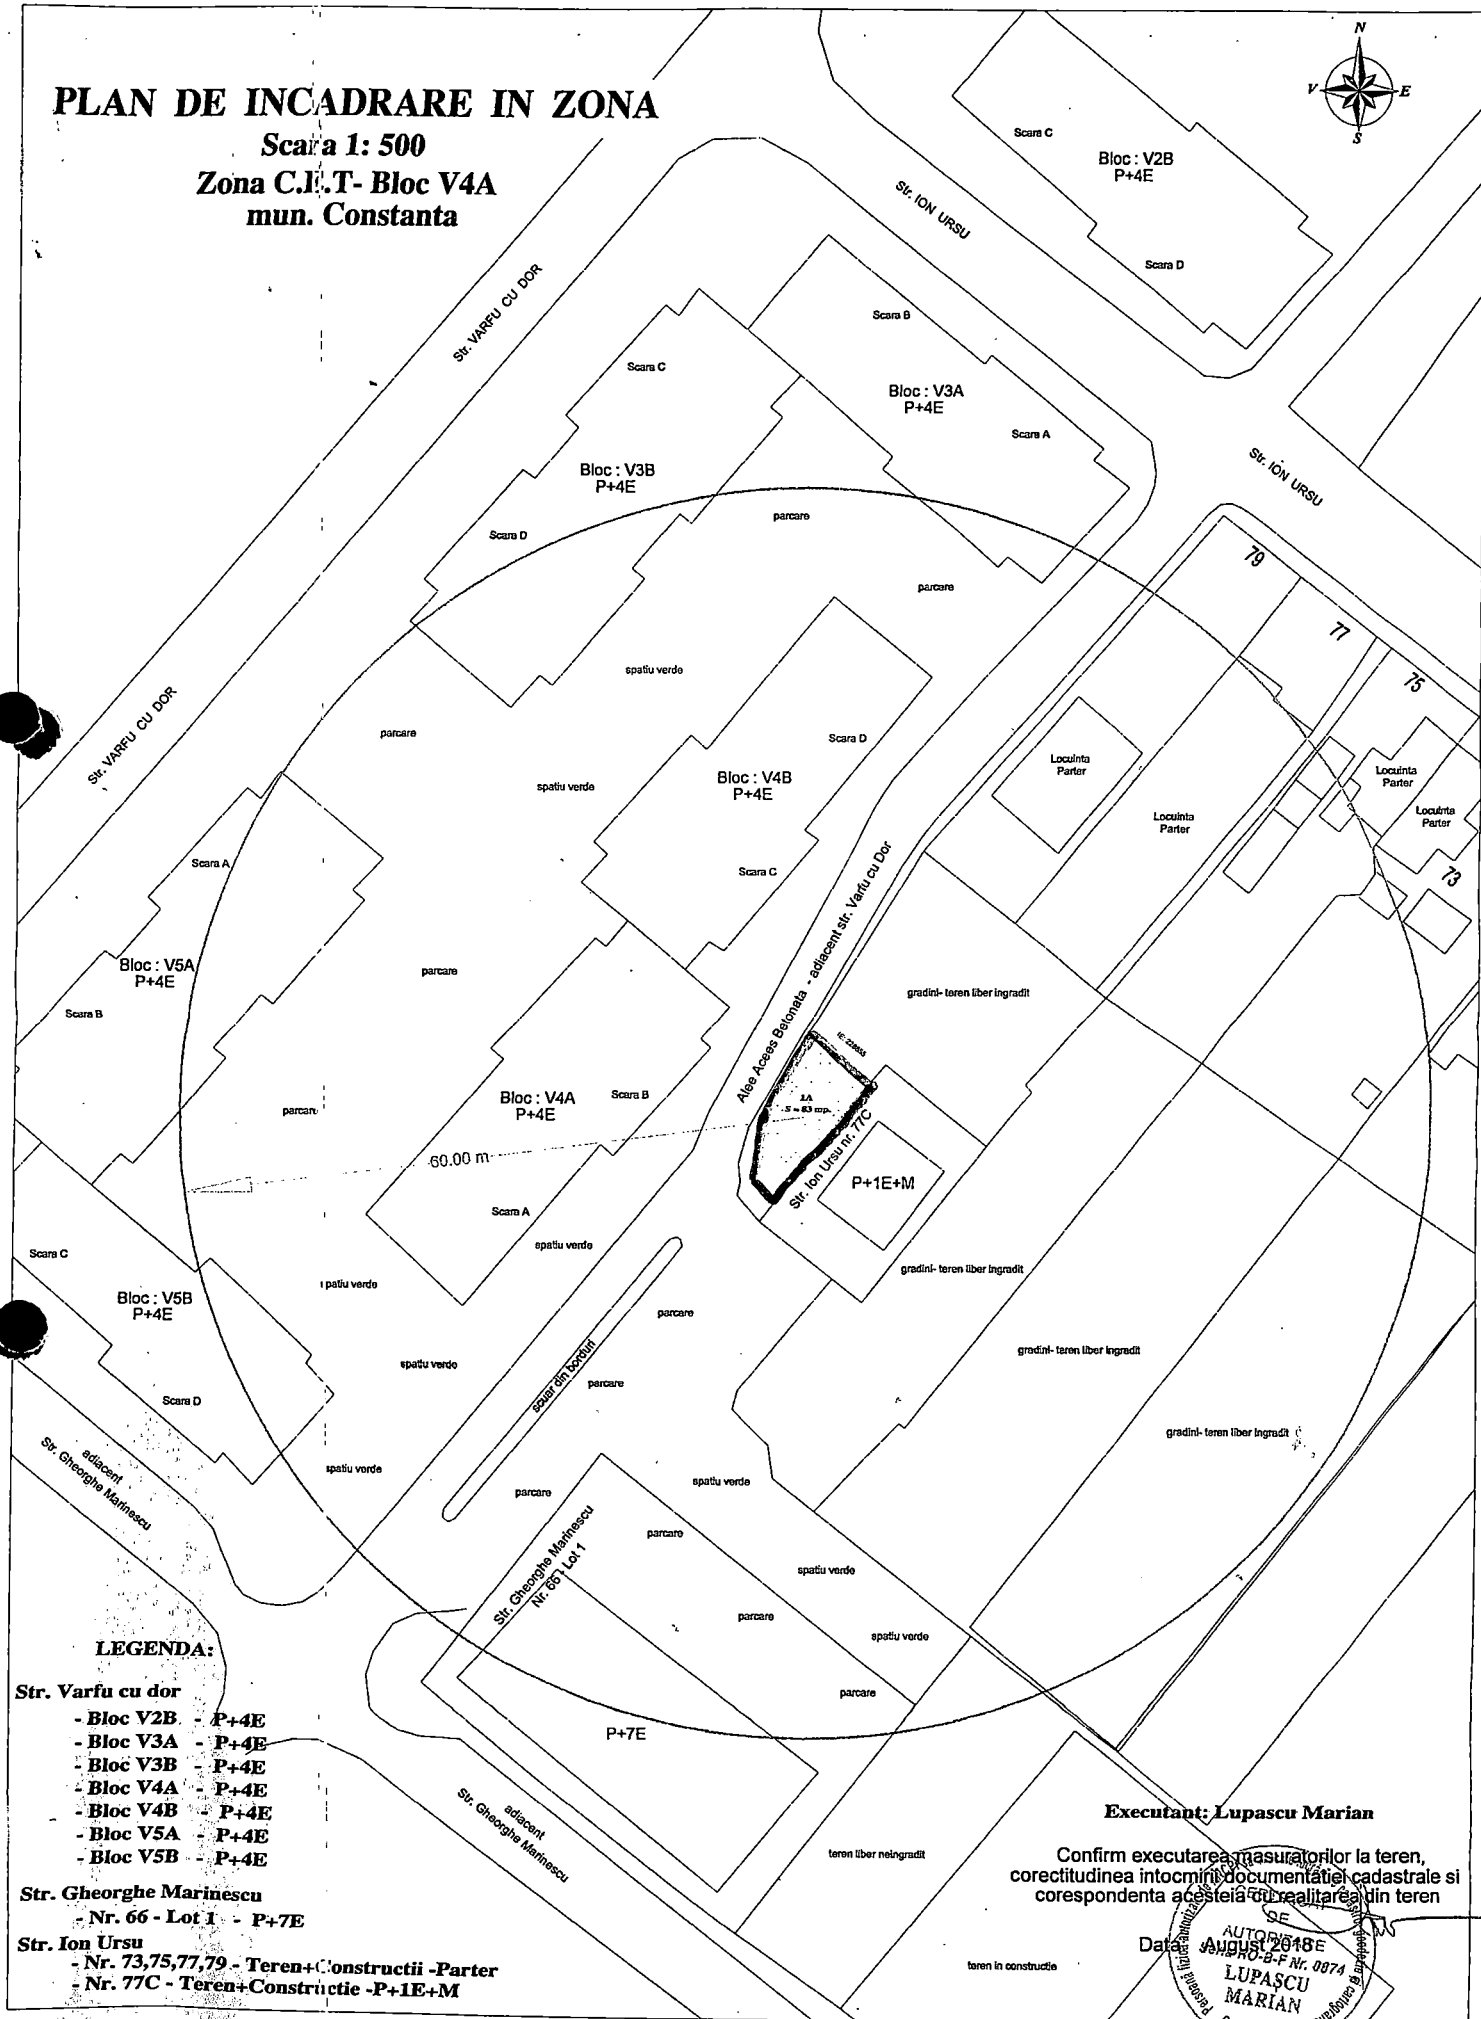 PLAN DE INCADRARE IN ZONA
Scara 1: 500
Zona C.E.T- Bloc V4A
mun. Constanta
N
V
E
S
Scara C
Bloc : V2B
P+4E
Scara D
Str. ION URSU
Str. VARFU CU DOR
Scara B
Bloc : V3A
P+4E
Scara A
Scara C
Bloc : V3B
P+4E
Scara D
Str. ION URSU
parcare
parcare
79
77
75
73
spatiu verde
Str. VARFU CU DOR
parcare
spatiu verde
Scara D
Bloc : V4B
P+4E
Scara C
Locuinta
Parter
Locuinta
Parter
Locuinta
Parter
Locuinta
Parter
Scara A
Bloc : V5A
P+4E
Scara B
parcare
Alee Acces Betonata - adiacent str. Varfu cu Dor
gradini- teren liber ingradit
1A
S = 83 mp.
Str. Ion Ursu nr. 77C
P+1E+M
Bloc : V4A
P+4E
Scara B
parcare
60.00 m
Scara A
spatiu verde
Scara C
patiu verde
Bloc : V5B
P+4E
gradini- teren liber ingradit
parcare
spatiu verde
scuar din borduri
parcare
gradini- teren liber ingradit
Scara D
gradini- teren liber ingradit
adiacent
Str. Gheorghe Marinescu
spatiu verde
spatiu verde
parcare
Str. Gheorghe Marinescu
Nr. 66 - Lot 1
parcare
spatiu verde
parcare
spatiu verde
parcare
P+7E
adiacent
Str. Gheorghe Marinescu
teren liber neingradit
teren in constructie
LEGENDA:
Str. Varfu cu dor
- Bloc V2B - P+4E
- Bloc V3A - P+4E
- Bloc V3B - P+4E
- Bloc V4A - P+4E
- Bloc V4B - P+4E
- Bloc V5A - P+4E
- Bloc V5B - P+4E
Str. Gheorghe Marinescu
- Nr. 66 - Lot 1 - P+7E
Str. Ion Ursu
- Nr. 73,75,77,79 - Teren+Constructii -Parter
- Nr. 77C - Teren+Constructie -P+1E+M
Executant: Lupascu Marian
Confirm executarea masuratorilor la teren,
corectitudinea intocmirii documentatiei cadastrale si
corespondenta acesteia cu realitarea din teren
Data: August 2018
DE
AUTORIZARE
Nr. 0074
LUPAŞCU
MARIAN